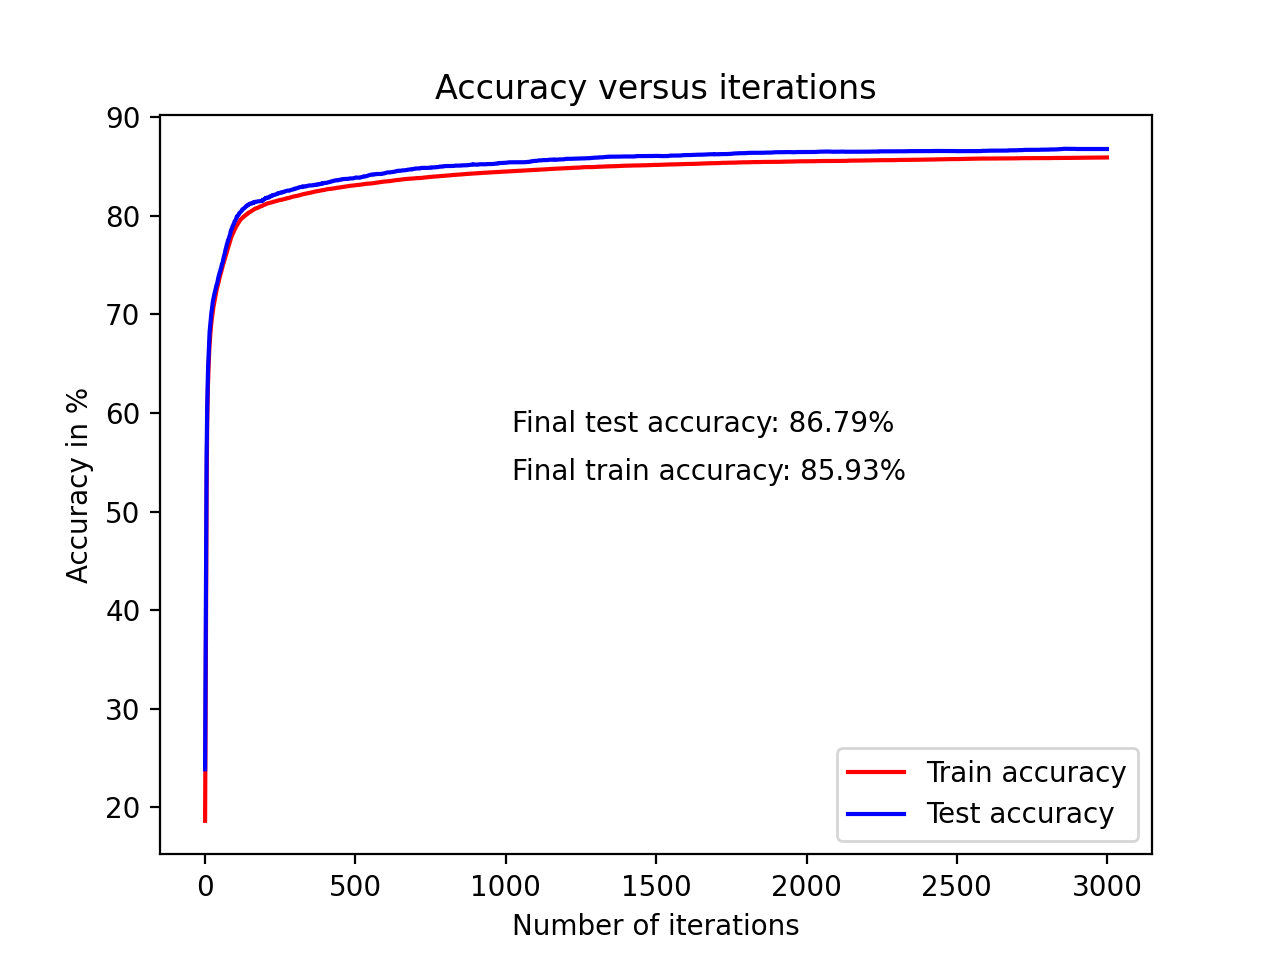 Accuracy versus iterations
90
80
70
60
50
40
30
20
Accuracy in %
Final test accuracy: 86.79%
Final train accuracy: 85.93%
Train accuracy
Test accuracy
0 500 1000 1500 2000 2500 3000
Number of iterations